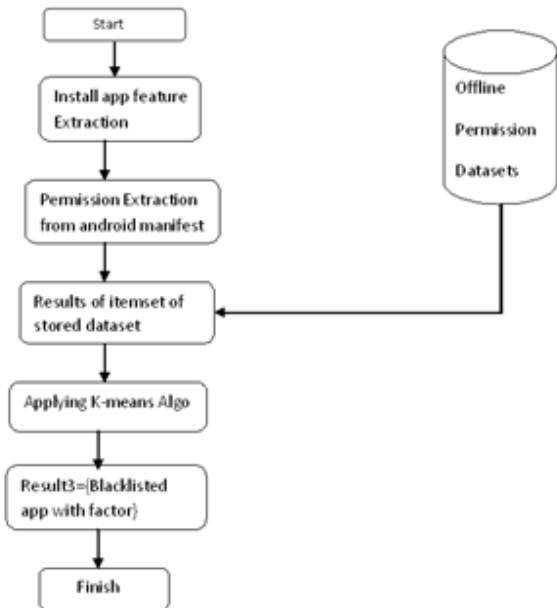 Start
Install app feature
Extraction
Permission Extraction
from android manifest
Results of itemset of
stored dataset
Applying K-means Algo
Result3={Blacklisted
app with factor}
Finish
Offline
Permission
Datasets